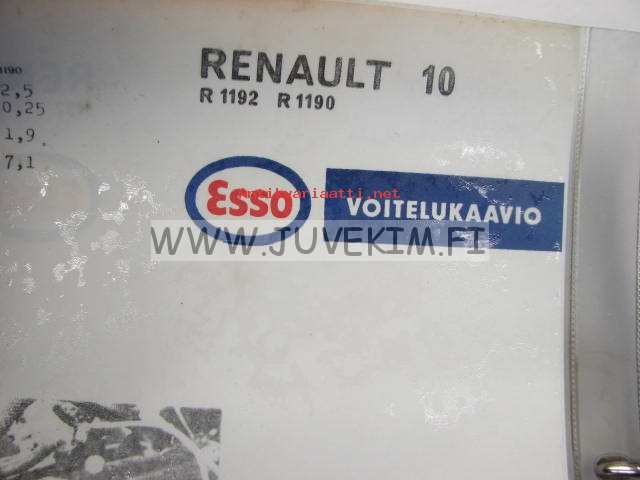 RENAULT 10
R 1192 R 1190
1190
2,5
0,25
1,9
7,1
Esso
antikvariaatti.net
VOITELUKAAVIO
WWW.JUVEKIM.FI